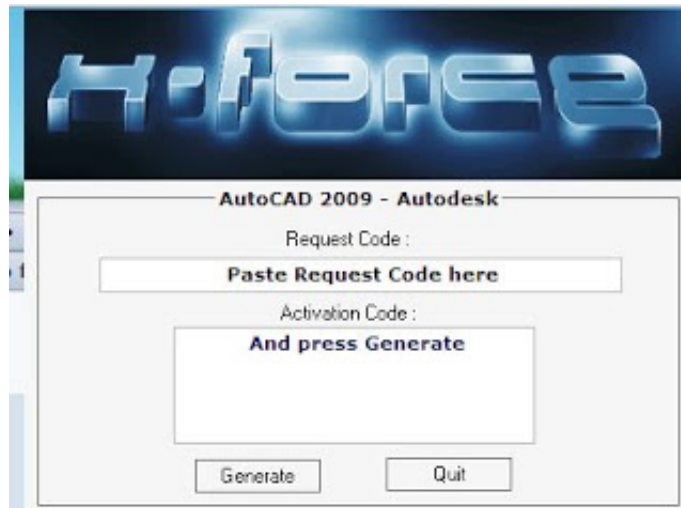 x-force
AutoCAD 2009 - Autodesk
Request Code :
Paste Request Code here
Activation Code :
And press Generate
Generate Quit